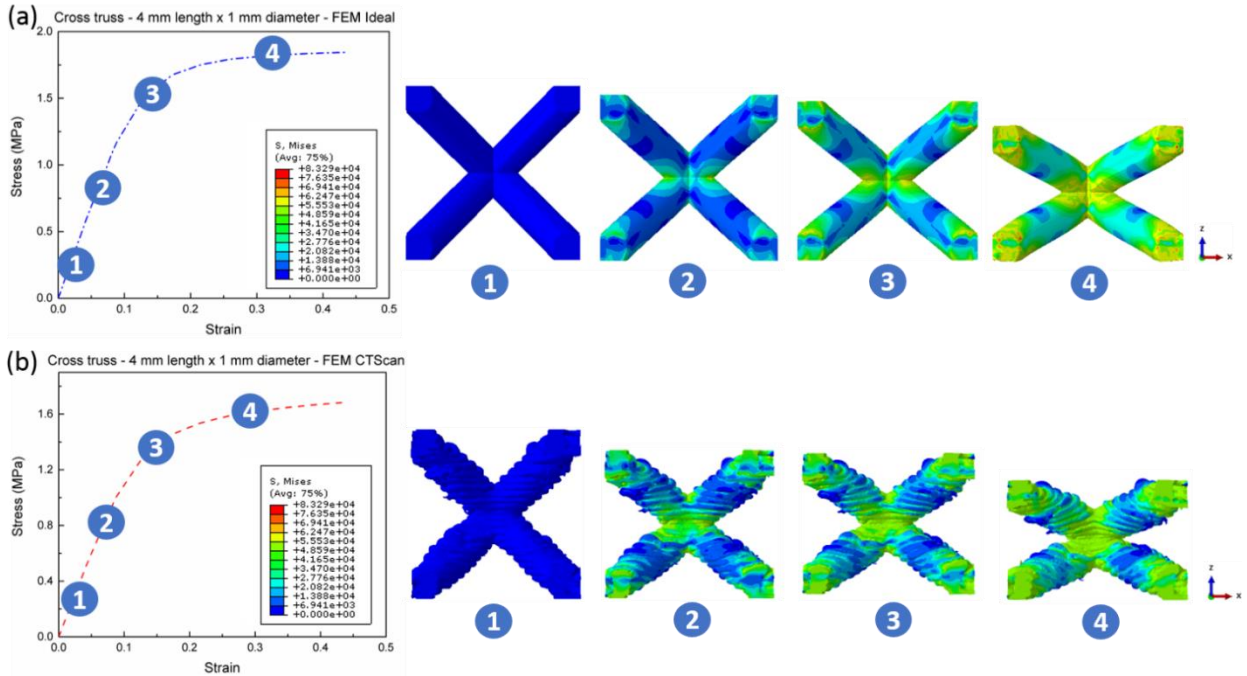 (a) Cross truss - 4 mm length x 1 mm diameter - FEM Ideal
2.0
1.5
1.0
0.5
0.0
Stress (MPa)
0.0 0.1 0.2 0.3 0.4 0.5
Strain
1
2
3
4
S, Mises
(Avg: 75%)
+8.329e+04
+7.635e+04
+6.941e+04
+6.247e+04
+5.553e+04
+4.859e+04
+4.165e+04
+3.470e+04
+2.776e+04
+2.082e+04
+1.388e+04
+6.941e+03
+0.000e+00
1 2 3 4
z
x
(b) Cross truss - 4 mm length x 1 mm diameter - FEM CTScan
1.6
1.2
0.8
0.4
0.0
Stress (MPa)
0.0 0.1 0.2 0.3 0.4 0.5
Strain
1
2
3
4
S, Mises
(Avg: 75%)
+8.329e+04
+7.635e+04
+6.941e+04
+6.247e+04
+5.553e+04
+4.859e+04
+4.165e+04
+3.470e+04
+2.776e+04
+2.082e+04
+1.388e+04
+6.941e+03
+0.000e+00
1 2 3 4
z
x